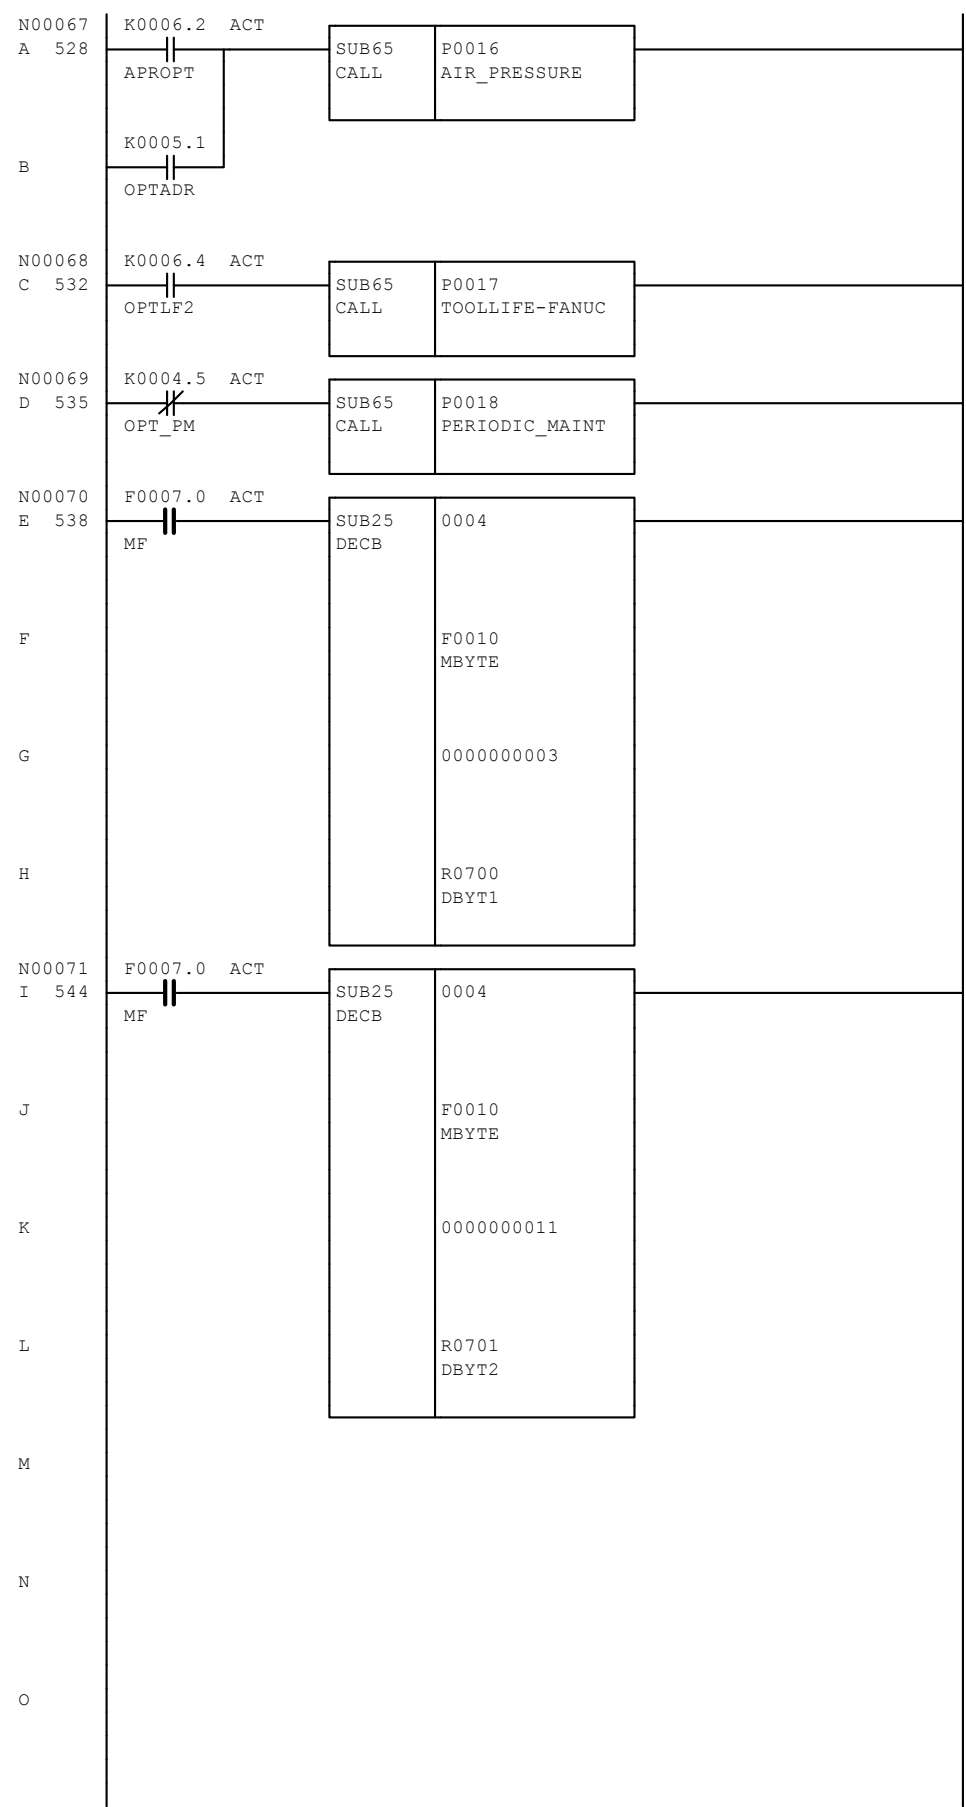 N00067 K0006.2 ACT
A 528 SUB65 P0016
APROPT CALL AIR_PRESSURE
K0005.1
B
OPTADR
N00068 K0006.4 ACT
C 532 SUB65 P0017
OPTLF2 CALL TOOLLIFE-FANUC
N00069 K0004.5 ACT
D 535 SUB65 P0018
OPT_PM CALL PERIODIC_MAINT
N00070 F0007.0 ACT
E 538 SUB25 0004
MF DECB
F F0010
MBYTE
G 0000000003
H R0700
DBYT1
N00071 F0007.0 ACT
I 544 SUB25 0004
MF DECB
J F0010
MBYTE
K 0000000011
L R0701
DBYT2
M
N
O